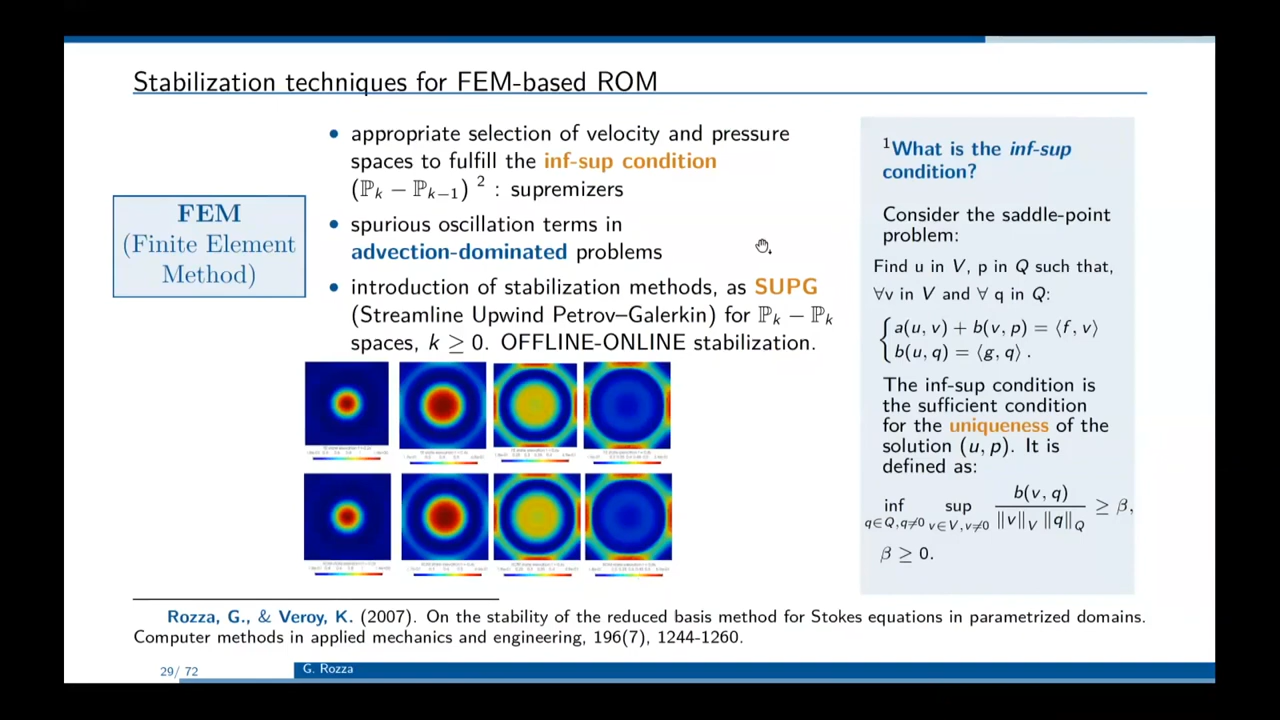 Stabilization techniques for FEM-based ROM
FEM
(Finite Element
Method)
• appropriate selection of velocity and pressure
spaces to fulfill the inf-sup condition
(ℙₖ − ℙₖ₋₁) ² : supremizers
• spurious oscillation terms in
advection-dominated problems
• introduction of stabilization methods, as SUPG
(Streamline Upwind Petrov–Galerkin) for ℙₖ − ℙₖ
spaces, k ≥ 0. OFFLINE-ONLINE stabilization.
¹What is the inf-sup
condition?
Consider the saddle-point
problem:
Find u in V, p in Q such that,
∀v in V and ∀ q in Q:
{ a(u, v) + b(v, p) = ⟨f, v⟩
b(u, q) = ⟨g, q⟩ .
The inf-sup condition is
the sufficient condition
for the uniqueness of the
solution (u, p). It is
defined as:
inf q∈Q,q≠0 sup v∈V,v≠0 b(v, q) / ‖v‖_V ‖q‖_Q ≥ β,
β ≥ 0.
Rozza, G., & Veroy, K. (2007). On the stability of the reduced basis method for Stokes equations in parametrized domains.
Computer methods in applied mechanics and engineering, 196(7), 1244-1260.
29/ 72
G. Rozza